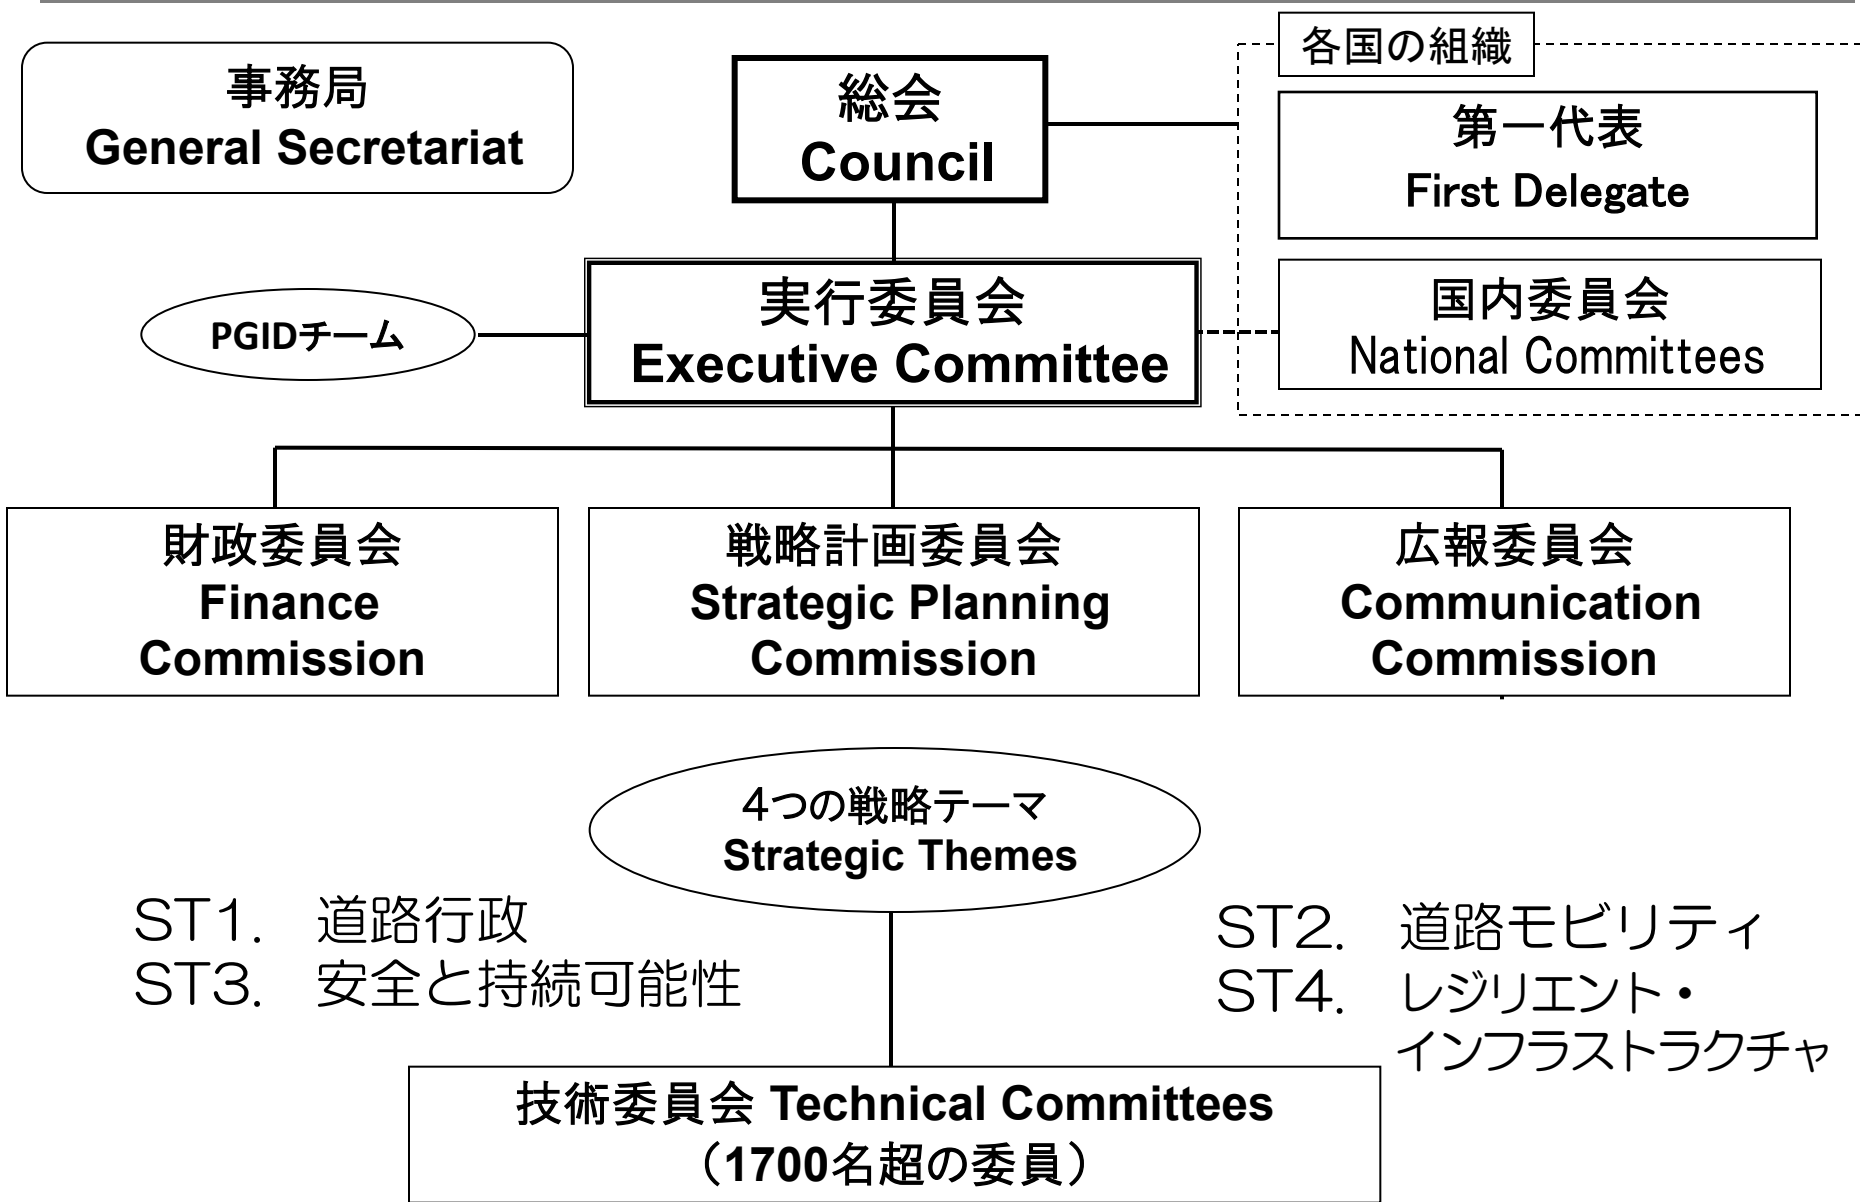 事務局
General Secretariat
総会
Council
各国の組織
第一代表
First Delegate
国内委員会
National Committees
実行委員会
Executive Committee
PGIDチーム
財政委員会
Finance
Commission
戦略計画委員会
Strategic Planning
Commission
広報委員会
Communication
Commission
4つの戦略テーマ
Strategic Themes
ST1. 道路行政
ST3. 安全と持続可能性
ST2. 道路モビリティ
ST4. レジリエント・
インフラストラクチャ
技術委員会 Technical Committees
（1700名超の委員）